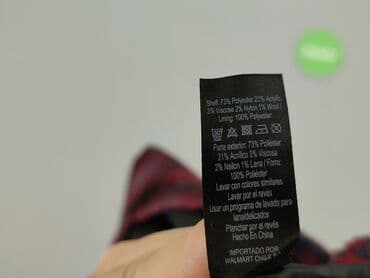 Shell: 73% Polyester 21% Acrylic
3% Viscose 2% Nylon 1% Wool /
Lining: 100% Polyester
Parte exterior: 73% Poliéster
21% Acrílico 3% Viscosa
2% Nailon 1% Lana / Forro:
100% Poliéster
Lavar con colores similares
Lavar por el revés
Usar un programa de lavado para
lana/delicados
Planchar por el revés
Hecho En China
IMPORTADO POR
WALMART CHILE S.A